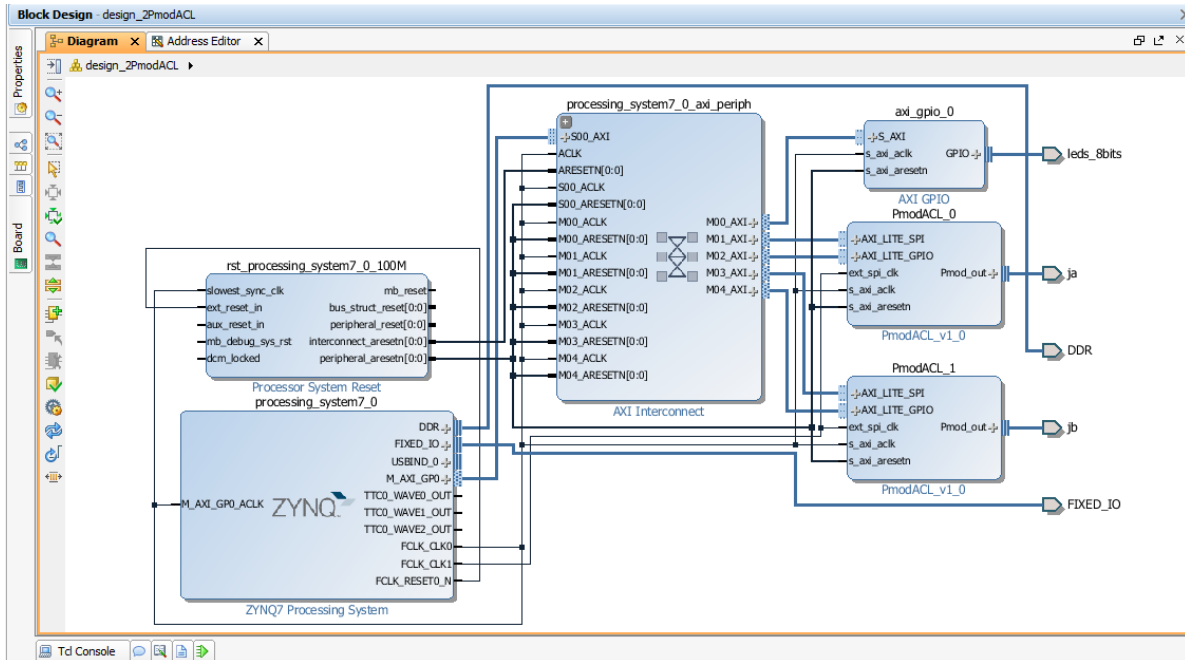 Block Design - design_2PmodACL
Properties
Board
Diagram
Address Editor
design_2PmodACL
processing_system7_0_axi_periph
S00_AXI
ACLK
ARESETN[0:0]
S00_ACLK
S00_ARESETN[0:0]
M00_ACLK
M00_ARESETN[0:0]
M01_ACLK
M01_ARESETN[0:0]
M02_ACLK
M02_ARESETN[0:0]
M03_ACLK
M03_ARESETN[0:0]
M04_ACLK
M04_ARESETN[0:0]
M00_AXI
M01_AXI
M02_AXI
M03_AXI
M04_AXI
AXI Interconnect
axi_gpio_0
S_AXI
s_axi_aclk
s_axi_aresetn
GPIO
AXI GPIO
leds_8bits
PmodACL_0
AXI_LITE_SPI
AXI_LITE_GPIO
ext_spi_clk
s_axi_aclk
s_axi_aresetn
Pmod_out
PmodACL_v1_0
ja
DDR
PmodACL_1
AXI_LITE_SPI
AXI_LITE_GPIO
ext_spi_clk
s_axi_aclk
s_axi_aresetn
Pmod_out
PmodACL_v1_0
jb
FIXED_IO
rst_processing_system7_0_100M
slowest_sync_clk
ext_reset_in
aux_reset_in
mb_debug_sys_rst
dcm_locked
mb_reset
bus_struct_reset[0:0]
peripheral_reset[0:0]
interconnect_aresetn[0:0]
peripheral_aresetn[0:0]
Processor System Reset
processing_system7_0
M_AXI_GP0_ACLK
ZYNQ
DDR
FIXED_IO
USBIND_0
M_AXI_GP0
TTC0_WAVE0_OUT
TTC0_WAVE1_OUT
TTC0_WAVE2_OUT
FCLK_CLK0
FCLK_CLK1
FCLK_RESET0_N
ZYNQ7 Processing System
Tcl Console